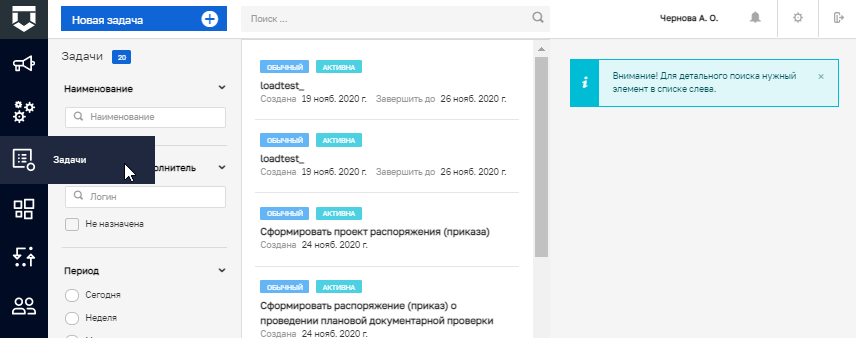 Новая задача
Поиск ...
Чернова А. О.
Задачи 20
Наименование
Наименование
Задачи
Логин
Не назначена
Период
Сегодня
Неделя
ОБЫЧНЫЙ АКТИВНА
loadtest_
Создана 19 нояб. 2020 г. Завершить до 26 нояб. 2020 г.
ОБЫЧНЫЙ АКТИВНА
loadtest_
Создана 19 нояб. 2020 г. Завершить до 26 нояб. 2020 г.
ОБЫЧНЫЙ АКТИВНА
Сформировать проект распоряжения (приказа)
Создана 24 нояб. 2020 г.
ОБЫЧНЫЙ АКТИВНА
Сформировать распоряжение (приказ) о
проведении плановой документарной проверки
Создана 24 нояб. 2020 г.
Внимание! Для детального поиска нужный
элемент в списке слева.